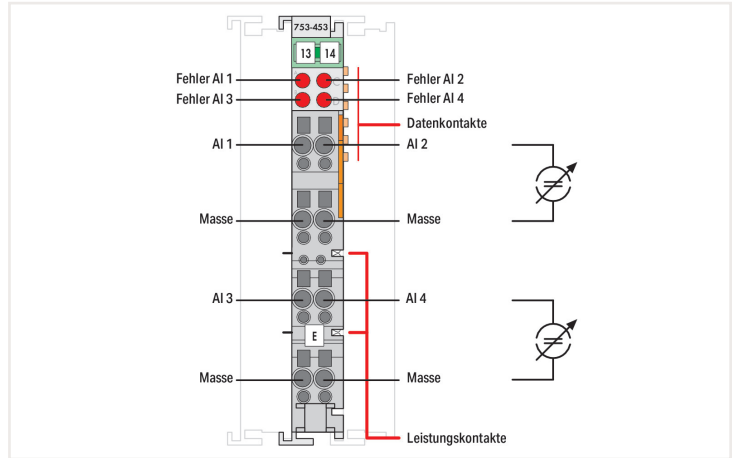 753-453
13 14
Fehler AI 1 Fehler AI 2
Fehler AI 3 Fehler AI 4
Datenkontakte
AI 1 AI 2
Masse Masse
AI 3 AI 4
E
Masse Masse
Leistungskontakte